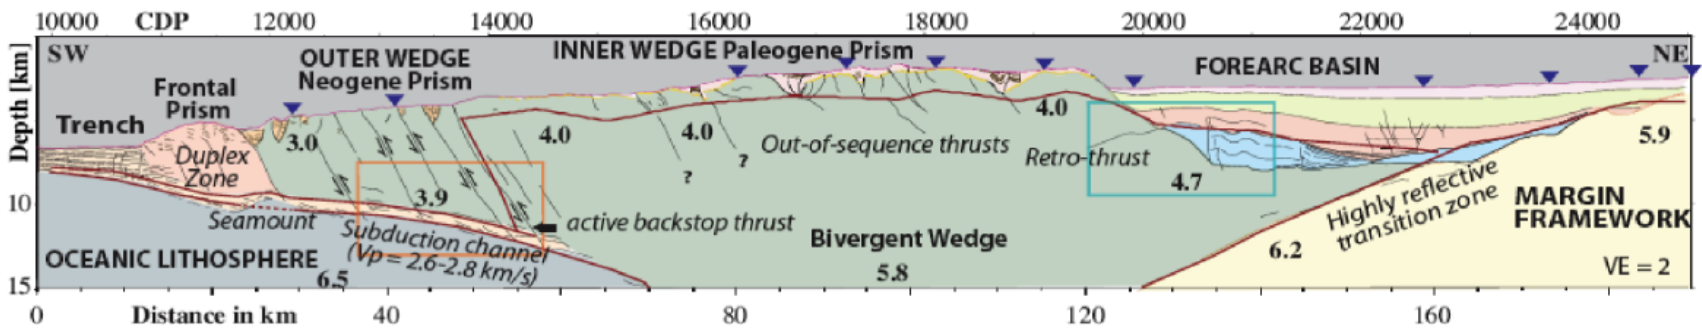 10000 CDP 12000 14000 16000 18000 20000 22000 24000
Depth [km]
SW
OUTER WEDGE
Neogene Prism
INNER WEDGE Paleogene Prism
FOREARC BASIN
NE
Frontal
Prism
Trench
Duplex
Zone
3.0
4.0
4.0
4.0
Out-of-sequence thrusts
Retro-thrust
5.9
?
?
3.9
4.7
10
Seamount
active backstop thrust
Subduction channel
(Vp = 2.6-2.8 km/s)
Bivergent Wedge
Highly reflective
transition zone
MARGIN
FRAMEWORK
OCEANIC LITHOSPHERE
6.5
5.8
6.2
VE = 2
15
0 Distance in km 40 80 120 160